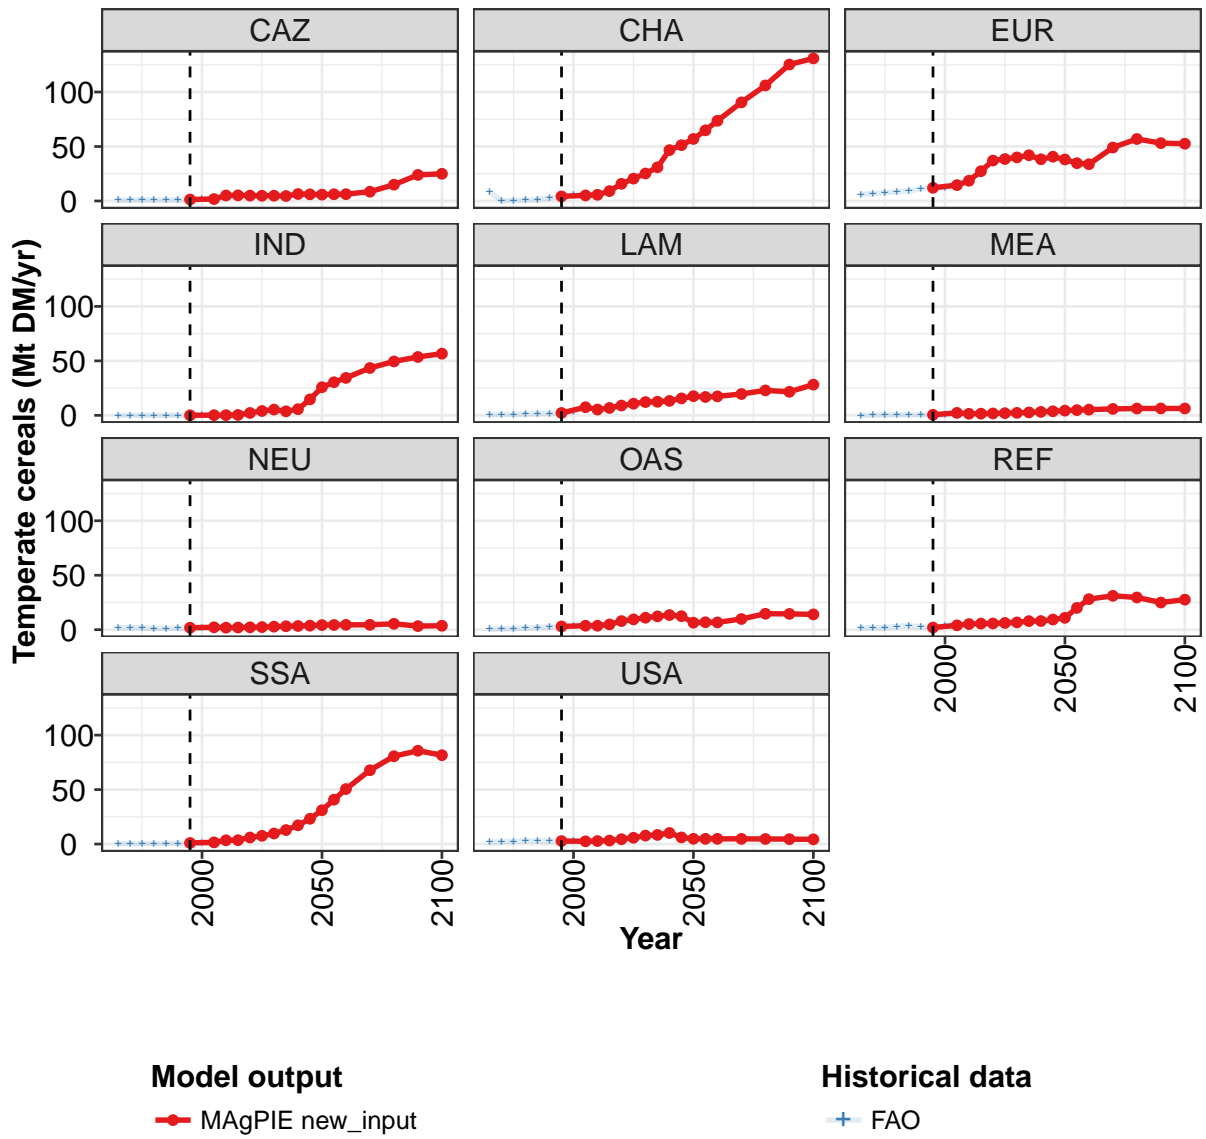 CAZ CHA EUR
100
50
0
IND LAM MEA
100
50
0
NEU OAS REF
100
50
0
2000 2050 2100
SSA USA
100
50
0
2000 2050 2100 2000 2050 2100
Temperate cereals (Mt DM/yr)
Year
Model output Historical data
MAgPIE new_input FAO